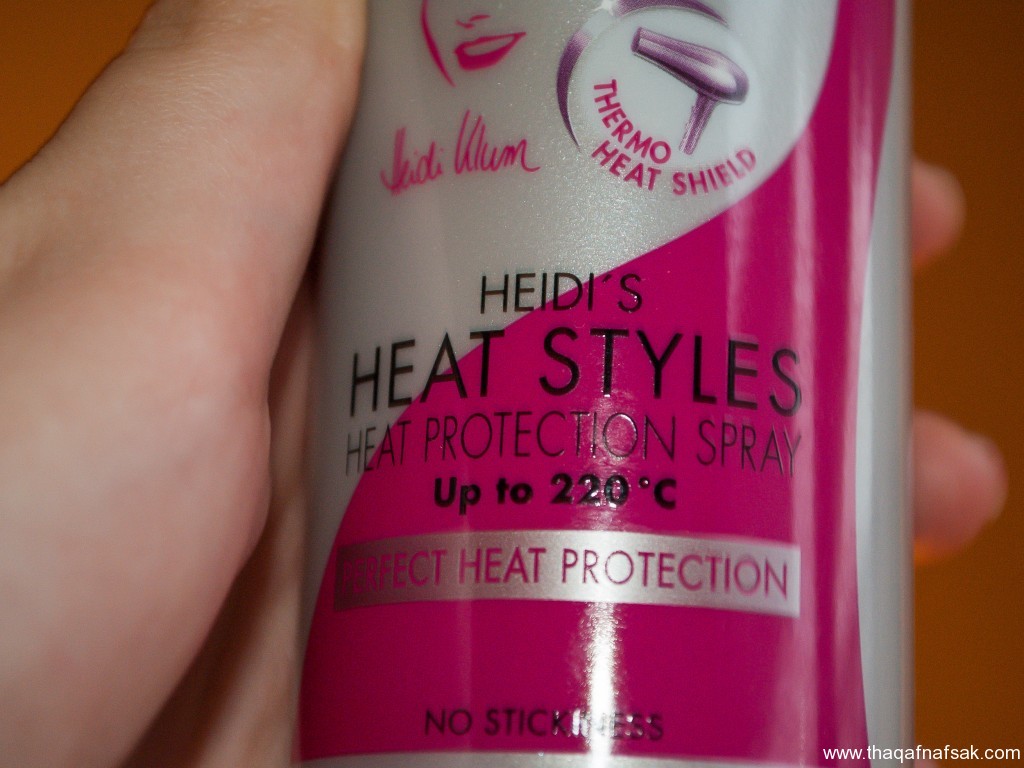 Heidi Klum
THERMO
HEAT SHIELD
HEIDI´S
HEAT STYLES
HEAT PROTECTION SPRAY
Up to 220°C
PERFECT HEAT PROTECTION
NO STICKINESS
www.thaqafnafsak.com